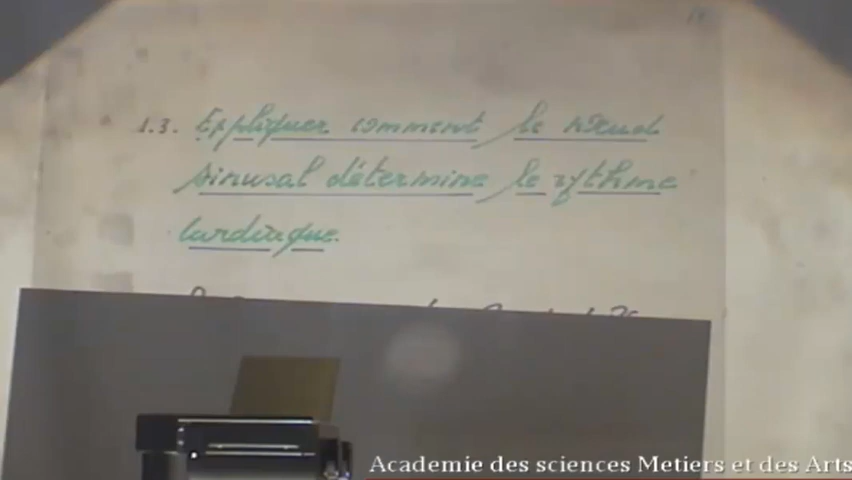 1.3. Expliquer comment le nœud
sinusal détermine le rythme
cardiaque.
Academie des sciences Metiers et des Arts